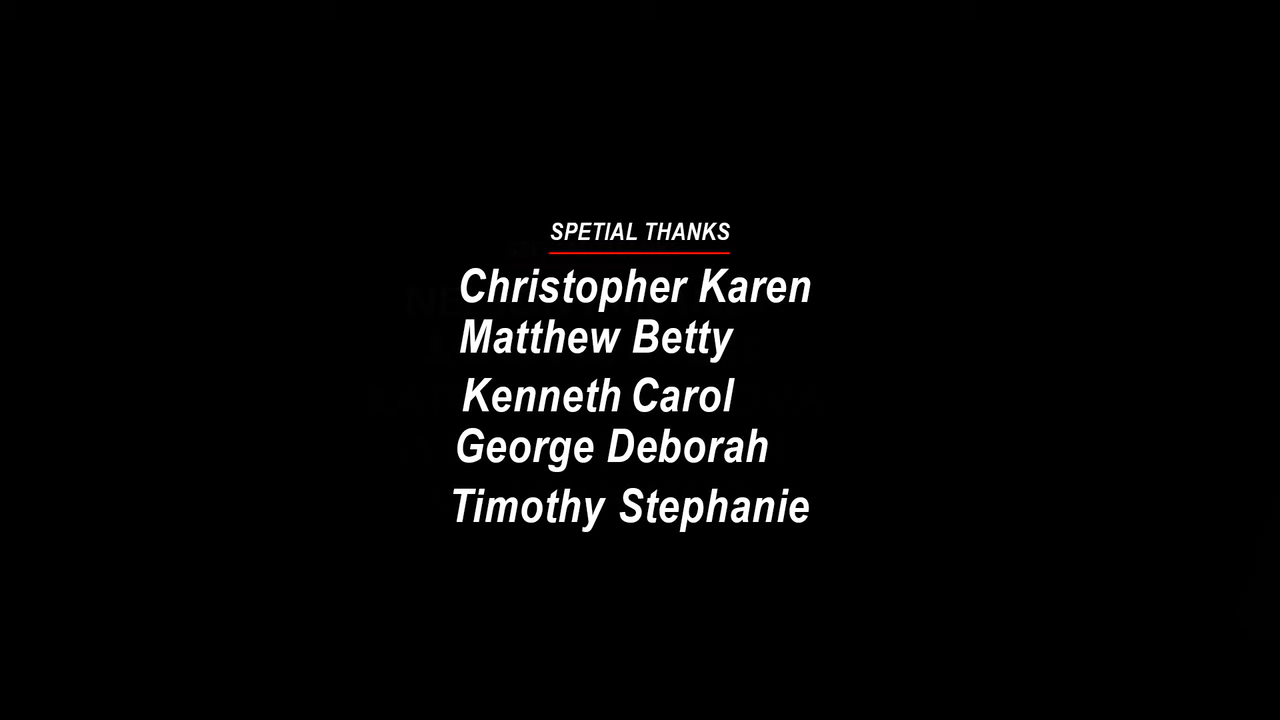 SPETIAL THANKS
Christopher Karen
Matthew Betty
Kenneth Carol
George Deborah
Timothy Stephanie